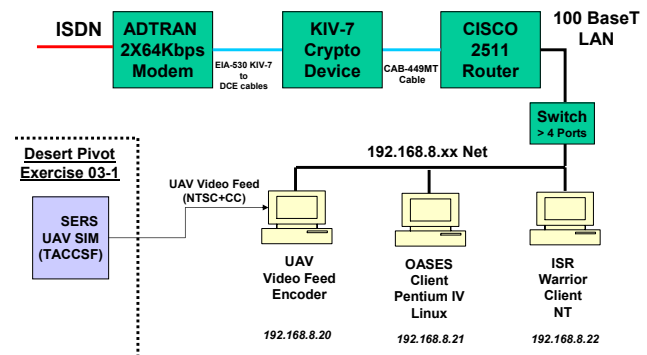 ISDN
ADTRAN
2X64Kbps
Modem
EIA-530 KIV-7
to
DCE cables
KIV-7
Crypto
Device
CAB-449MT
Cable
CISCO
2511
Router
100 BaseT
LAN
Switch
> 4 Ports
192.168.8.xx Net
Desert Pivot
Exercise 03-1
SERS
UAV SIM
(TACCSF)
UAV Video Feed
(NTSC+CC)
UAV
Video Feed
Encoder
192.168.8.20
OASES
Client
Pentium IV
Linux
192.168.8.21
ISR
Warrior
Client
NT
192.168.8.22